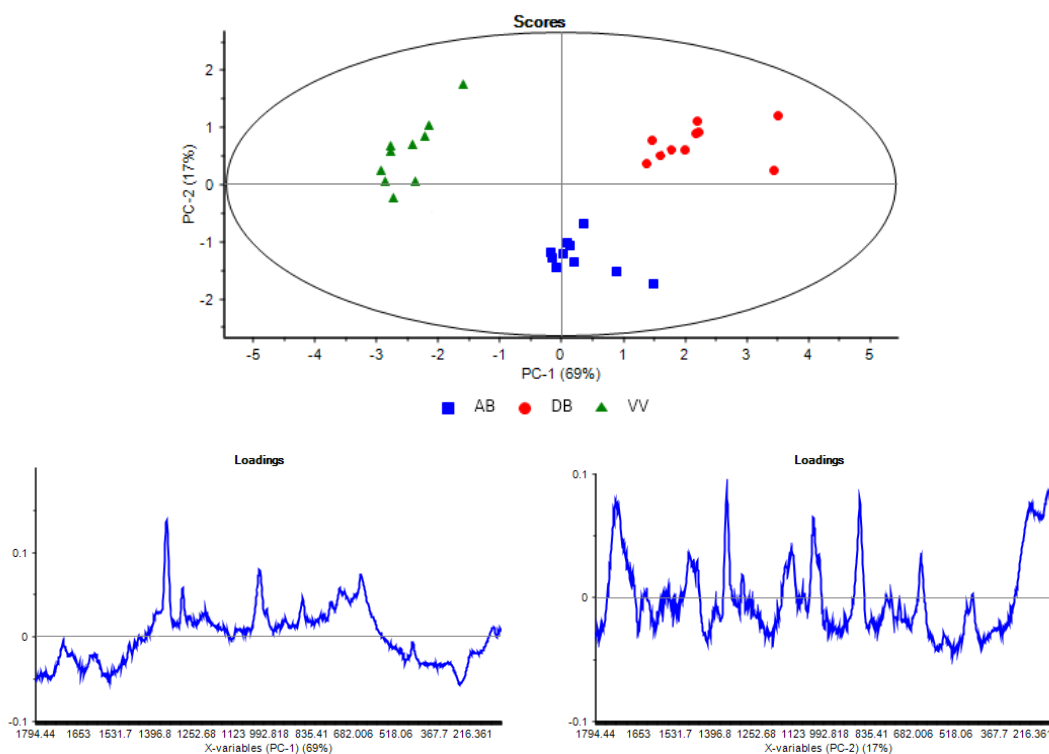 Scores
2
1
0
-1
-2
PC-2 (17%)
-5 -4 -3 -2 -1 0 1 2 3 4 5
PC-1 (69%)
AB DB VV
Loadings
0.1
0
-0.1
1794.44 1653 1531.7 1396.8 1252.68 1123 992.818 835.41 682.006 518.06 367.7 216.361
X-variables (PC-1) (69%)
Loadings
0.1
0
-0.1
1794.44 1653 1531.7 1396.8 1252.68 1123 992.818 835.41 682.006 518.06 367.7 216.361
X-variables (PC-2) (17%)